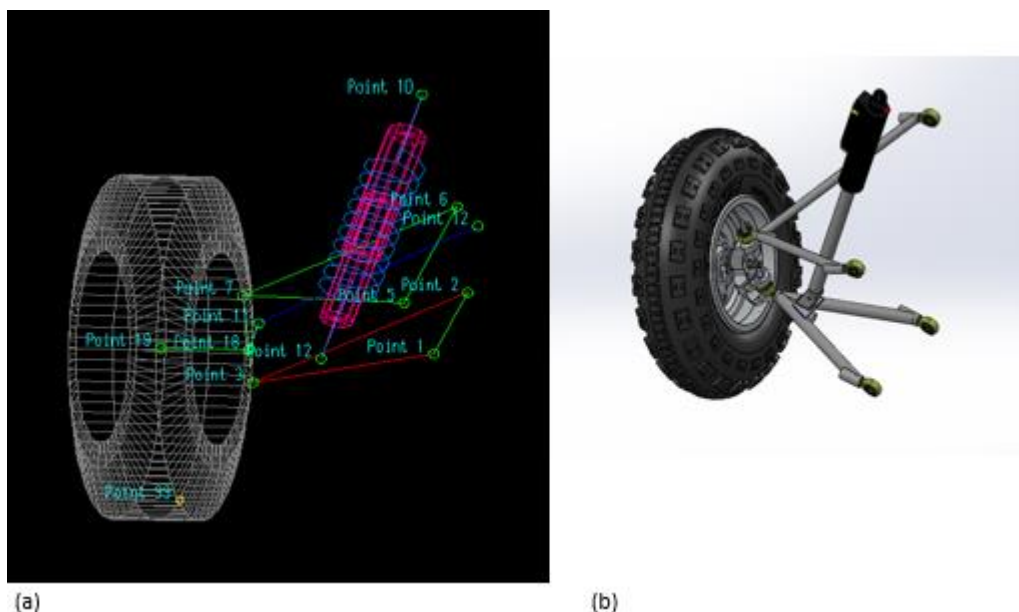 Point 10
Point 6
Point 12
Point 7
Point 5
Point 2
Point 11
Point 19
Point 18
Point 12
Point 1
Point 3
Point 99
(a)
(b)